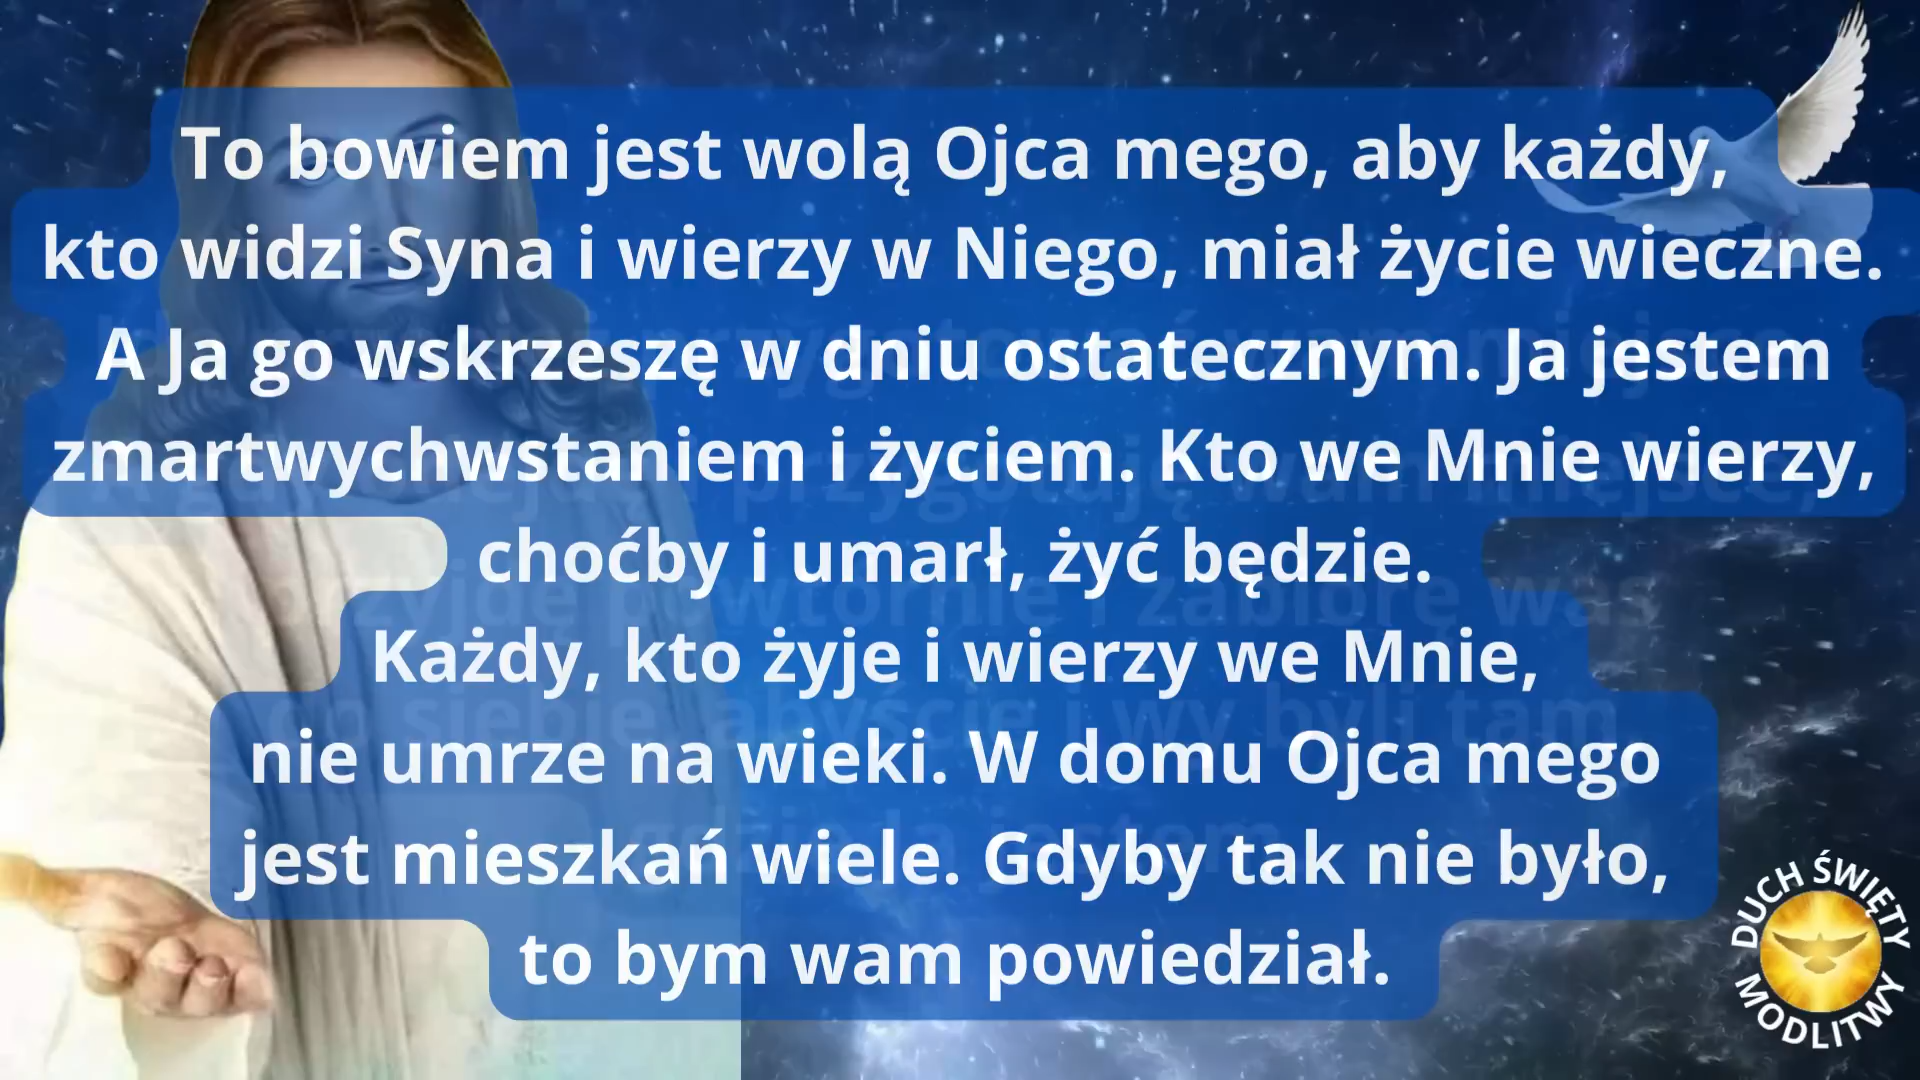 To bowiem jest wolą Ojca mego, aby każdy,
kto widzi Syna i wierzy w Niego, miał życie wieczne.
A Ja go wskrzeszę w dniu ostatecznym. Ja jestem
zmartwychwstaniem i życiem. Kto we Mnie wierzy,
choćby i umarł, żyć będzie.
Każdy, kto żyje i wierzy we Mnie,
nie umrze na wieki. W domu Ojca mego
jest mieszkań wiele. Gdyby tak nie było,
to bym wam powiedział.
DUCH ŚWIĘTY
MODLITWY